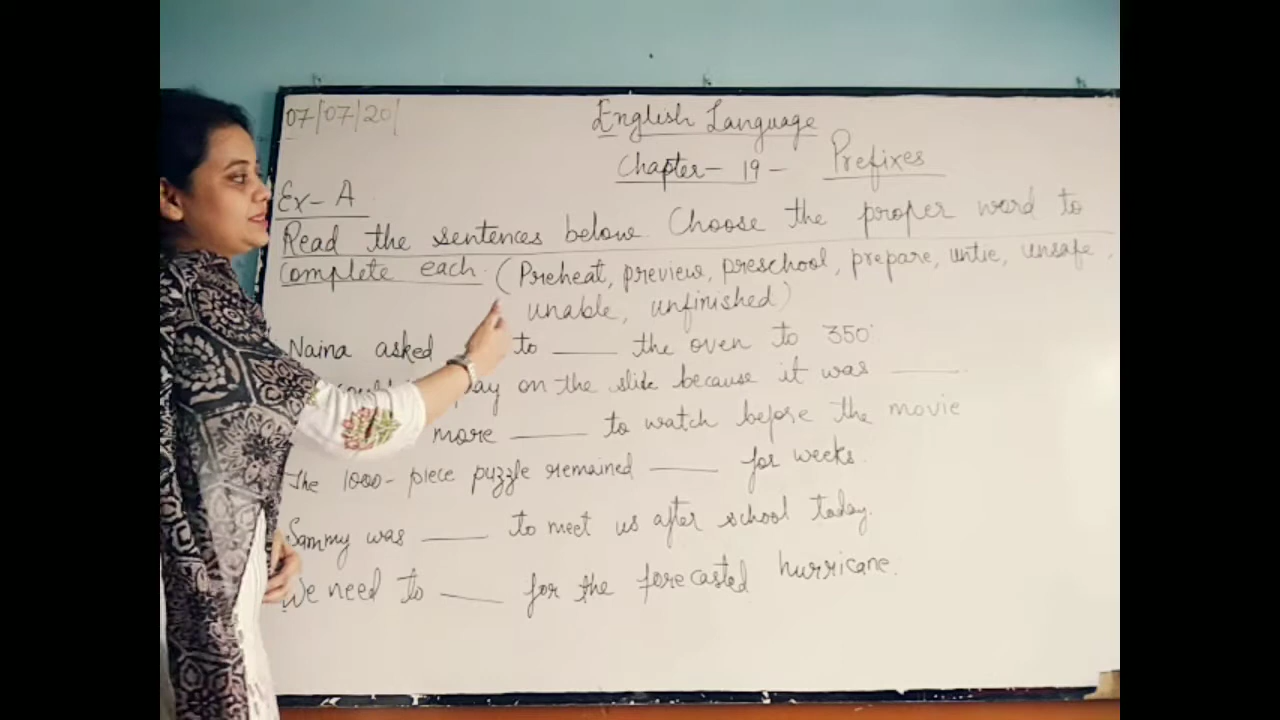 07/07/20
English Language
Chapter - 19 - Prefixes
Ex - A
Read the sentences below. Choose the proper word to
complete each. (Preheat, preview, preschool, prepare, untie, unsafe,
unable, unfinished)
Naina asked to ____ the oven to 350°
on the slide because it was ____
more ____ to watch before the movie
The 1000-piece puzzle remained ____ for weeks.
Sammy was ____ to meet us after school today.
We need to ____ for the forecasted hurricane.